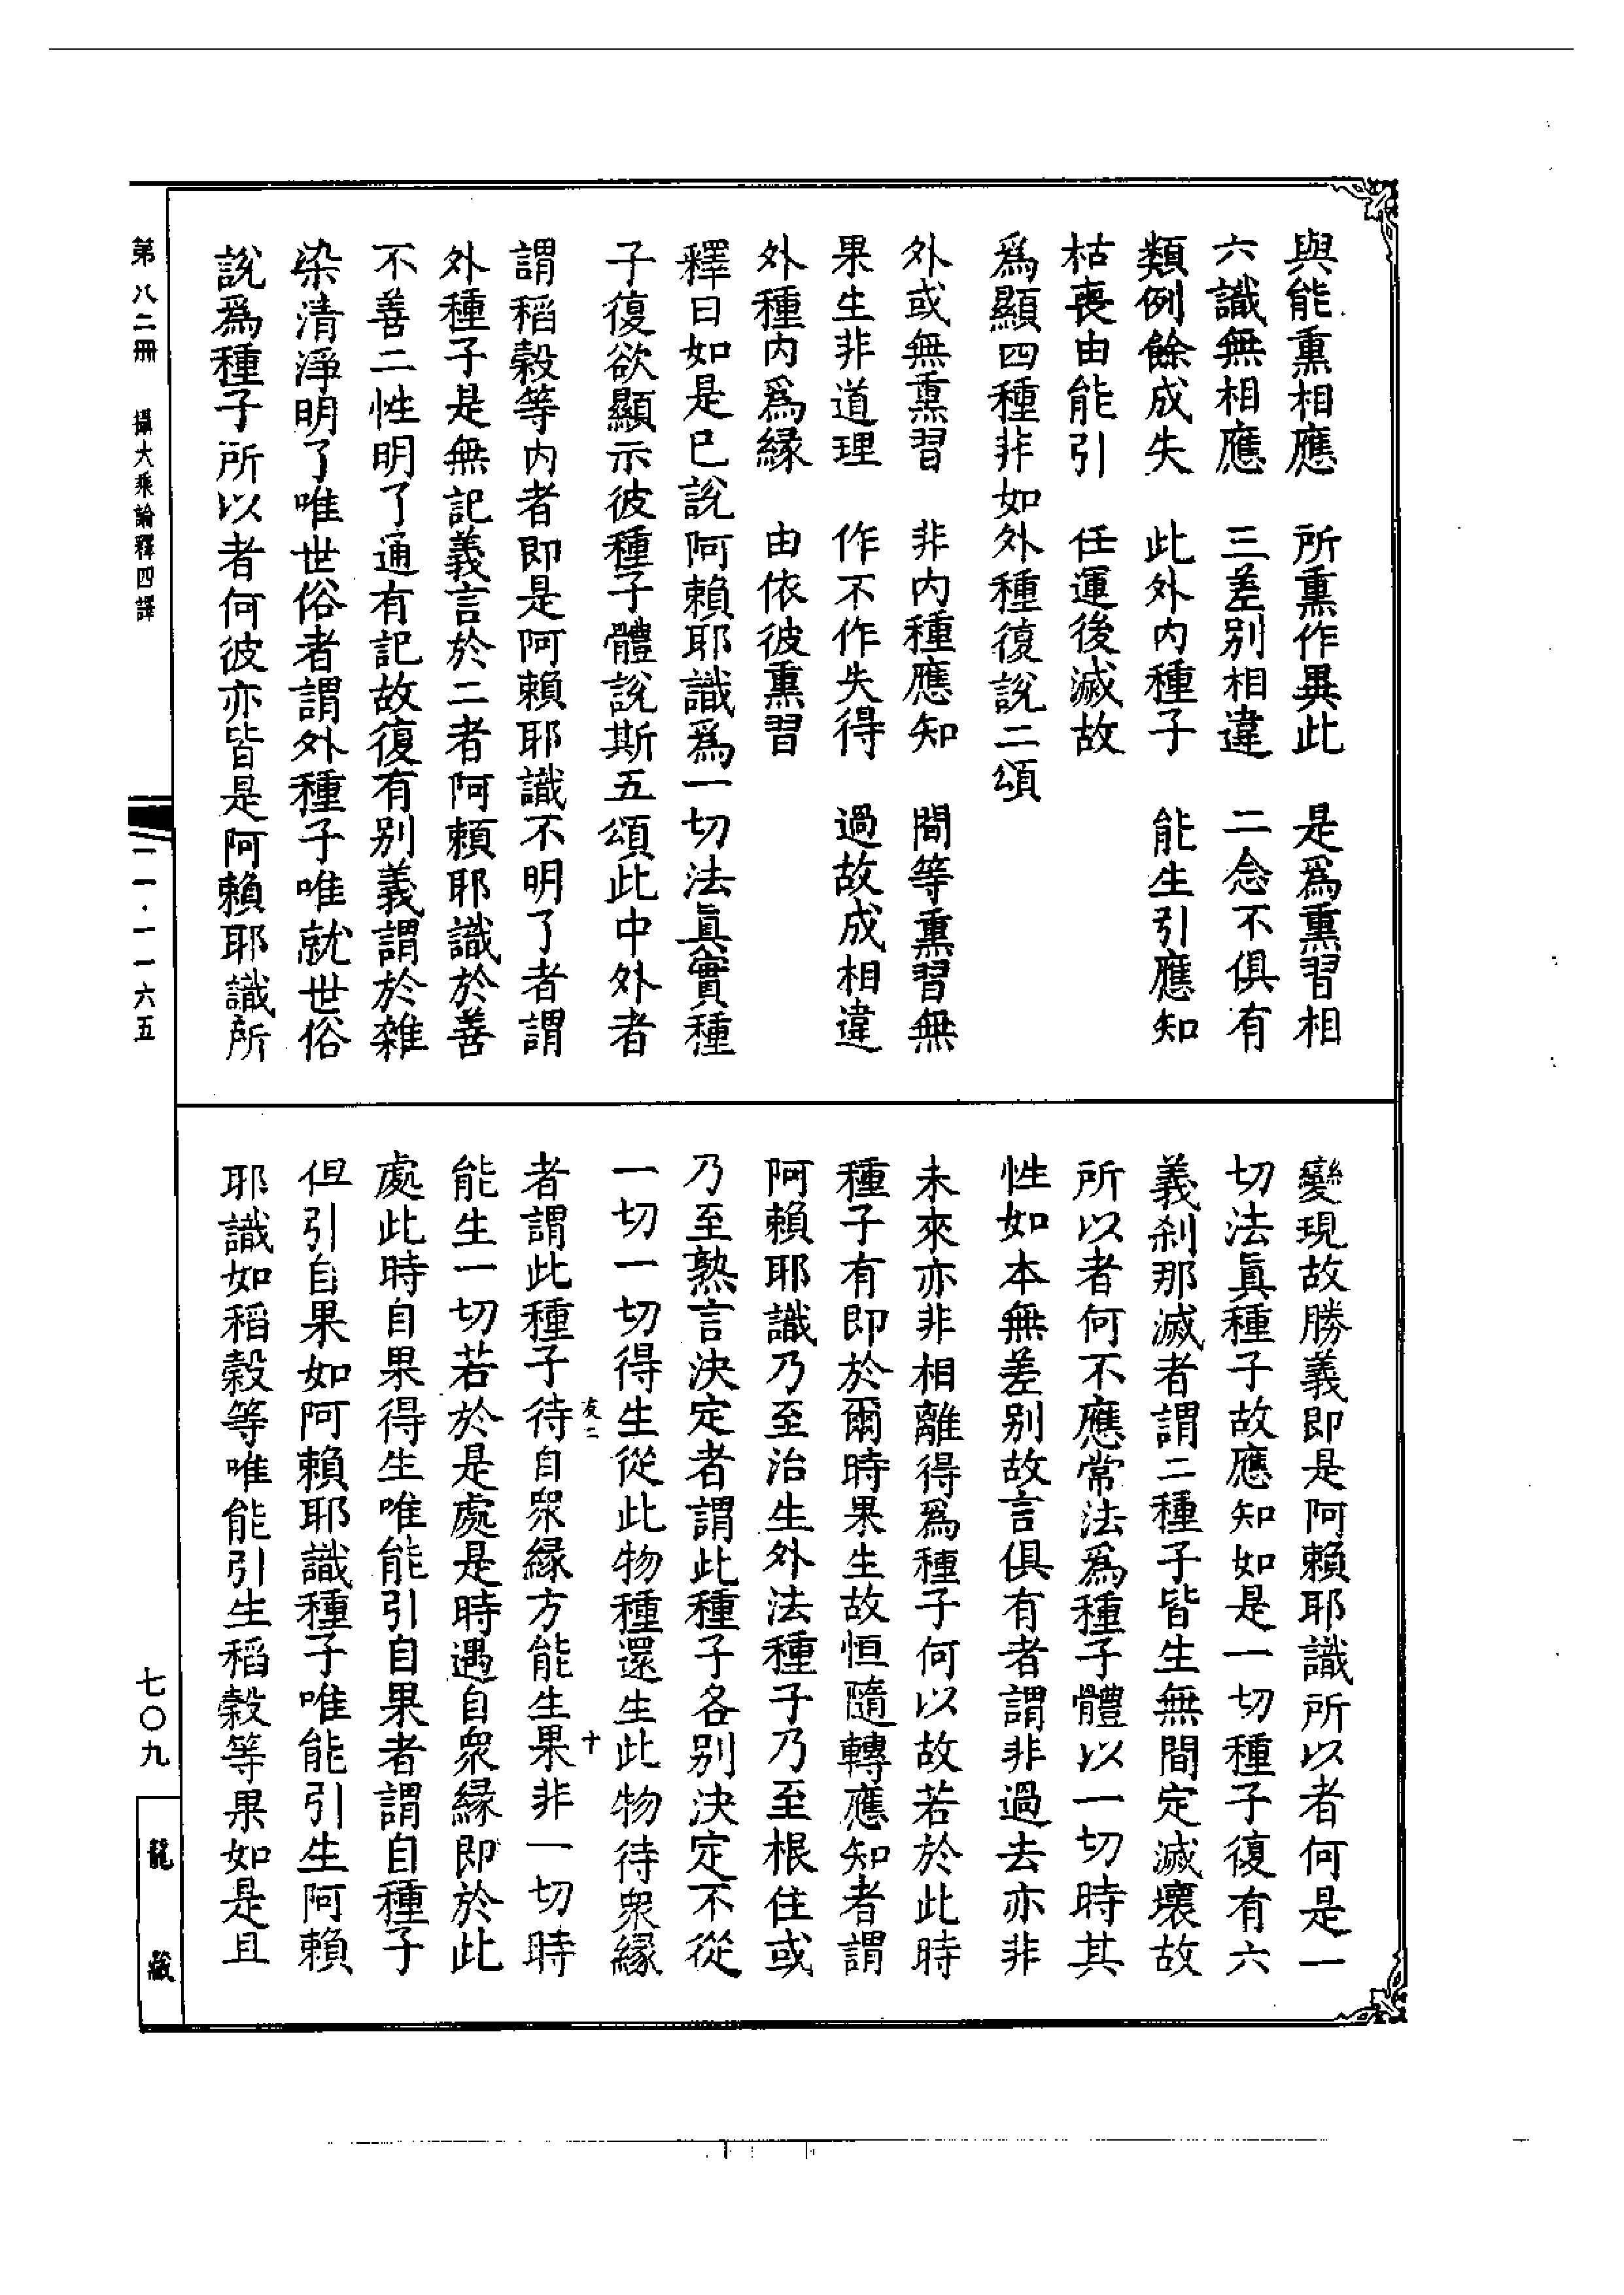 與能熏相應　所熏作異此　是爲熏習相
六識無相應　三差别相違　二念不俱有
類例餘成失　此外内種子　能生引應知
枯喪由能引　任運後滅故
爲顯四種非如外種復說二頌
外或無熏習　非内種應知　聞等熏習無
果生非道理　作不作失得　過故成相違
外種内爲縁　由依彼熏習
釋曰如是已說阿賴耶識爲一切法眞實種
子復欲顯示彼種子體說斯五頌此中外者
謂稻榖等内者即是阿賴耶識不明了者謂
外種子是無記義言於二者阿賴耶識於善
不善二性明了通有記故復有别義謂於雜
染清淨明了唯世俗者謂外種子唯就世俗
說爲種子所以者何彼亦皆是阿賴耶識所
變現故勝義即是阿賴耶識所以者何是一
切法眞種子故應知如是一切種子復有六
義刹那滅者謂二種子皆生無間定滅壞故
所以者何不應常法爲種子體以一切時其
性如本無差别故言俱有者謂非過去亦非
未來亦非相離得爲種子何以故若於此時
種子有即於爾時果生故恒隨轉應知者謂
阿賴耶識乃至治生外法種子乃至根住或
乃至熟言決定者謂此種子各别決定不從
一切一切得生從此物種還生此物待衆縁
十
者謂此種子待自衆縁方能生果非一切時
能生一切若於是處是時遇自衆縁即於此
處此時自果得生唯能引自果者謂自種子
但引自果如阿賴耶識種子唯能引生阿賴
耶識如稻榖等唯能引生稻榖等果如是且
第八二冊　攝大乘論釋四譯
一一·一一六五
七〇九
龍藏